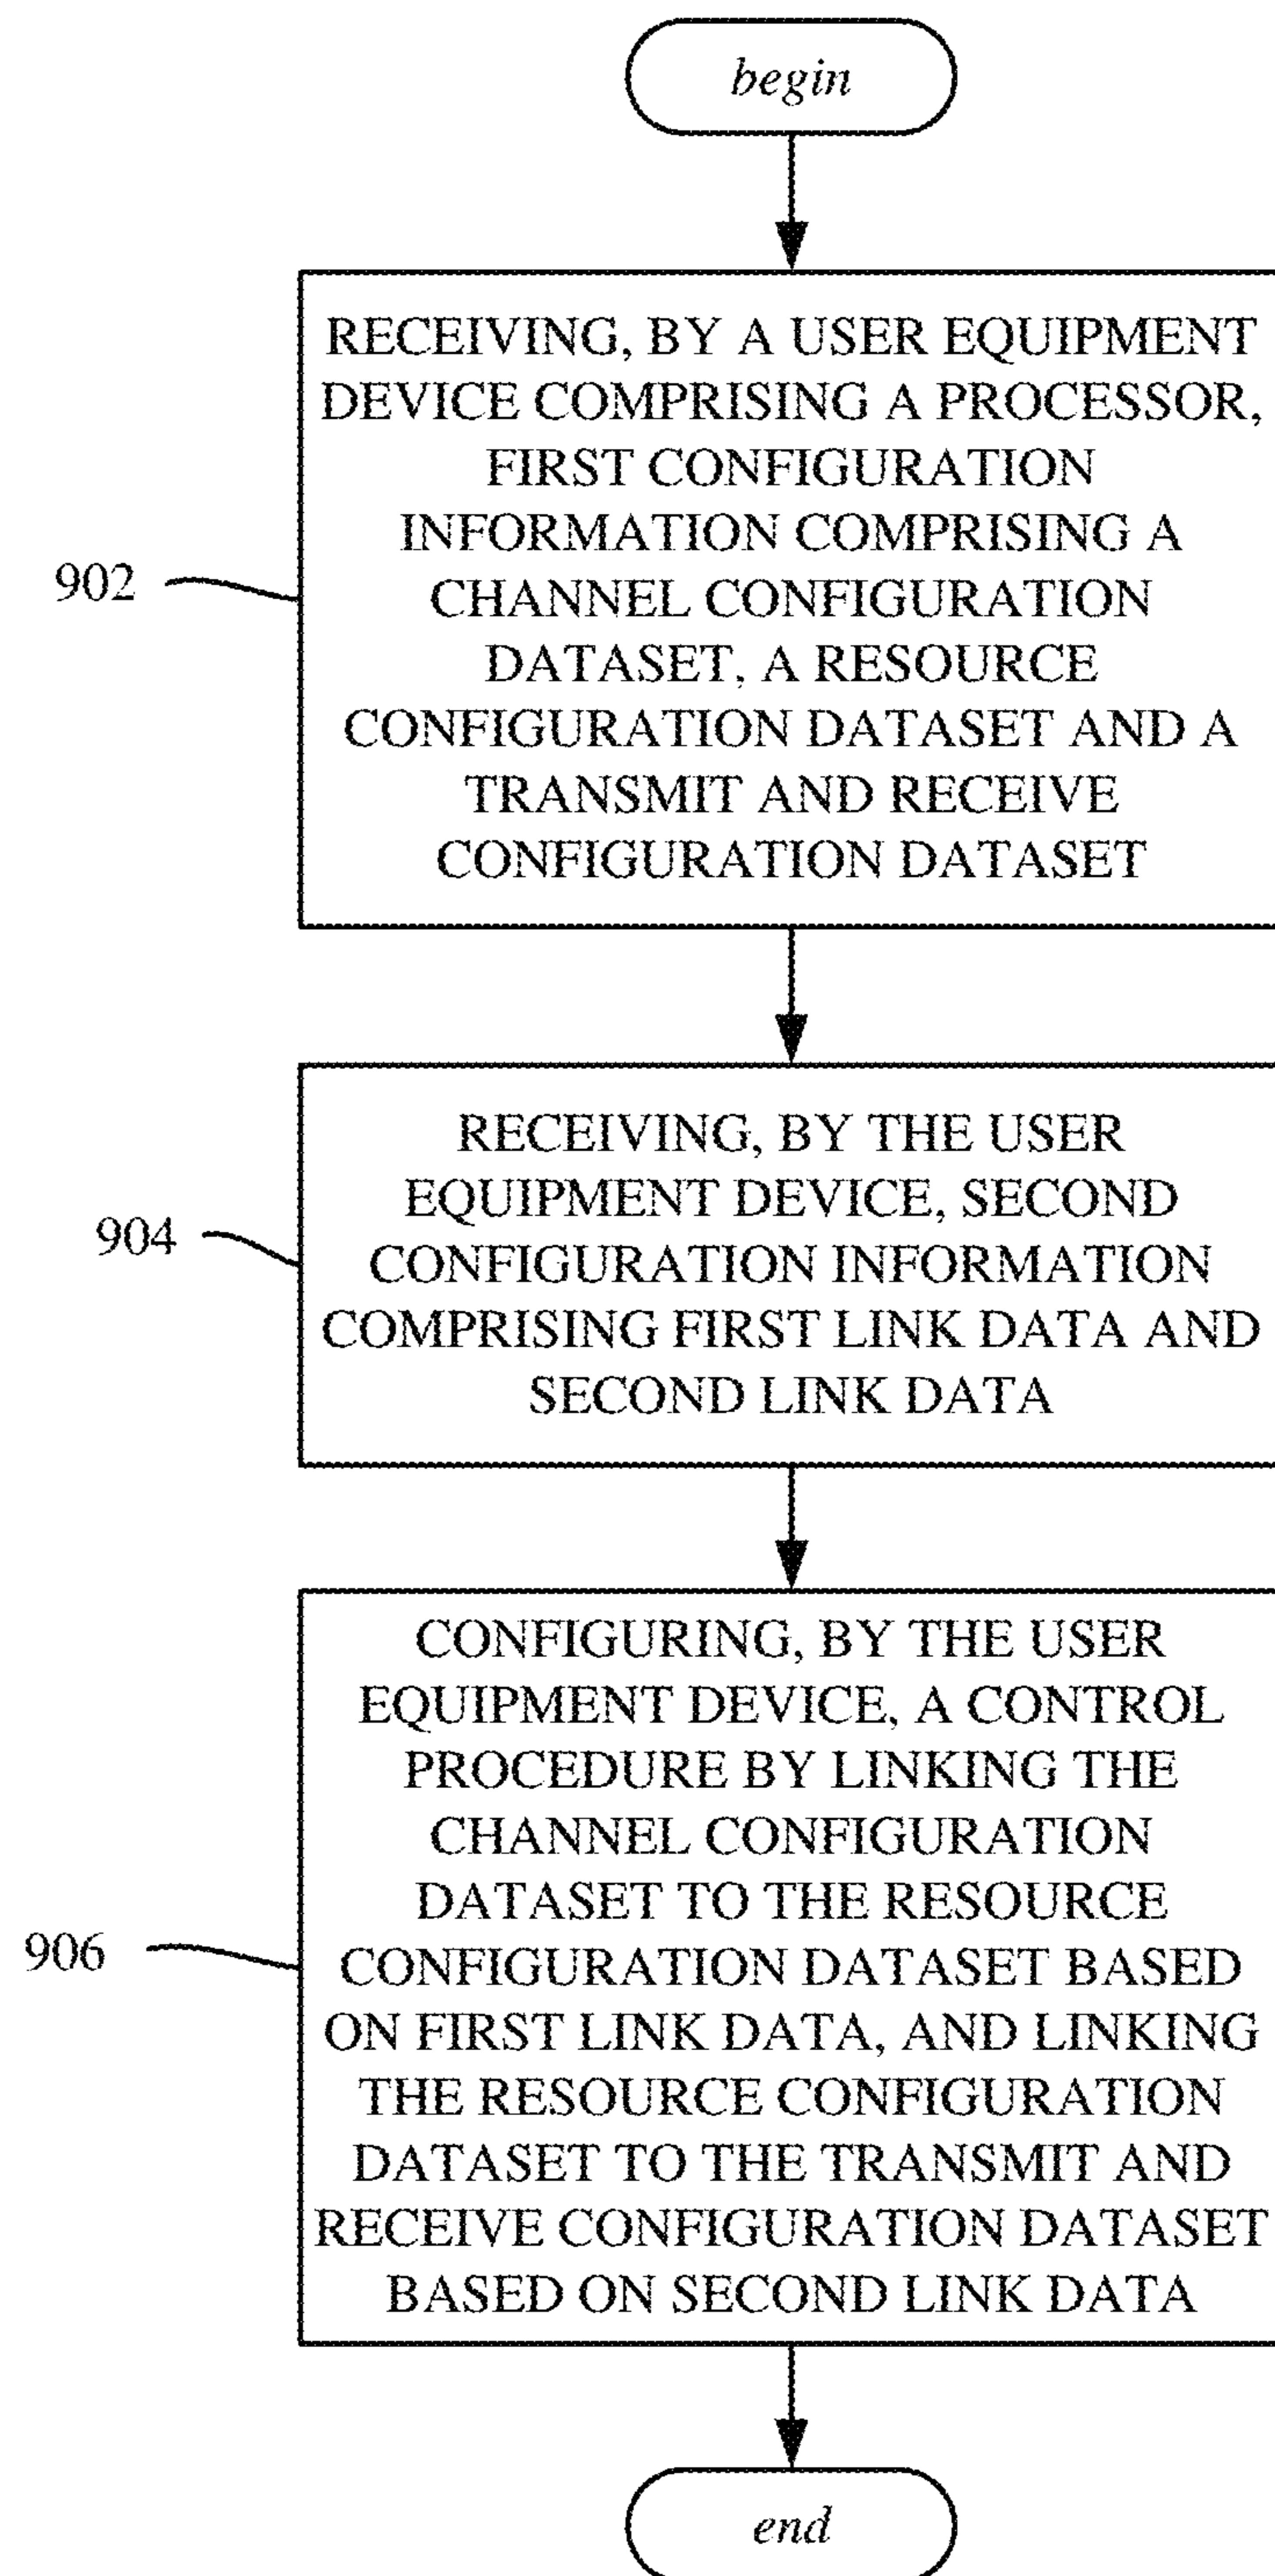 begin
RECEIVING, BY A USER EQUIPMENT
DEVICE COMPRISING A PROCESSOR,
FIRST CONFIGURATION
INFORMATION COMPRISING A
CHANNEL CONFIGURATION
DATASET, A RESOURCE
CONFIGURATION DATASET AND A
TRANSMIT AND RECEIVE
CONFIGURATION DATASET
902
RECEIVING, BY THE USER
EQUIPMENT DEVICE, SECOND
CONFIGURATION INFORMATION
COMPRISING FIRST LINK DATA AND
SECOND LINK DATA
904
CONFIGURING, BY THE USER
EQUIPMENT DEVICE, A CONTROL
PROCEDURE BY LINKING THE
CHANNEL CONFIGURATION
DATASET TO THE RESOURCE
CONFIGURATION DATASET BASED
ON FIRST LINK DATA, AND LINKING
THE RESOURCE CONFIGURATION
DATASET TO THE TRANSMIT AND
RECEIVE CONFIGURATION DATASET
BASED ON SECOND LINK DATA
906
end